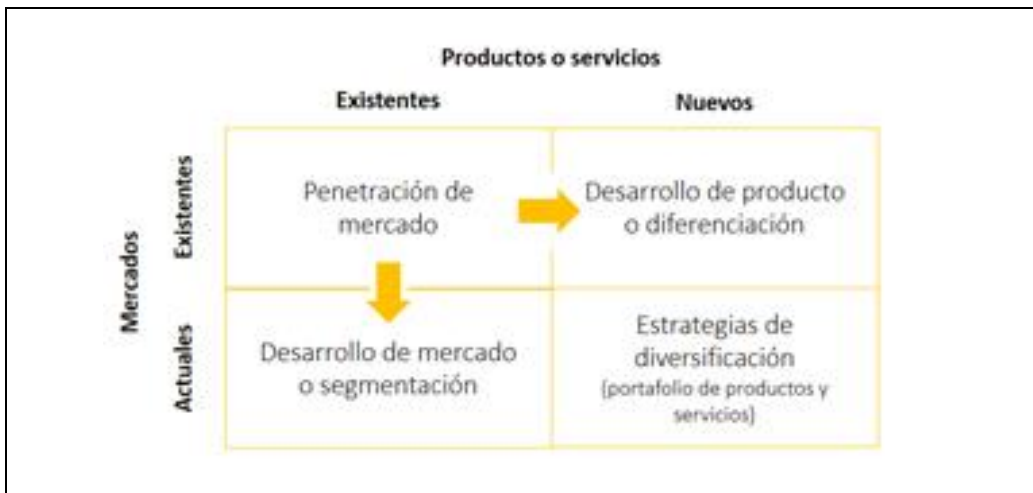 Productos o servicios
Existentes
Nuevos
Mercados
Existentes
Penetración de
mercado
Desarrollo de producto
o diferenciación
Actuales
Desarrollo de mercado
o segmentación
Estrategias de
diversificación
(portafolio de productos y
servicios)